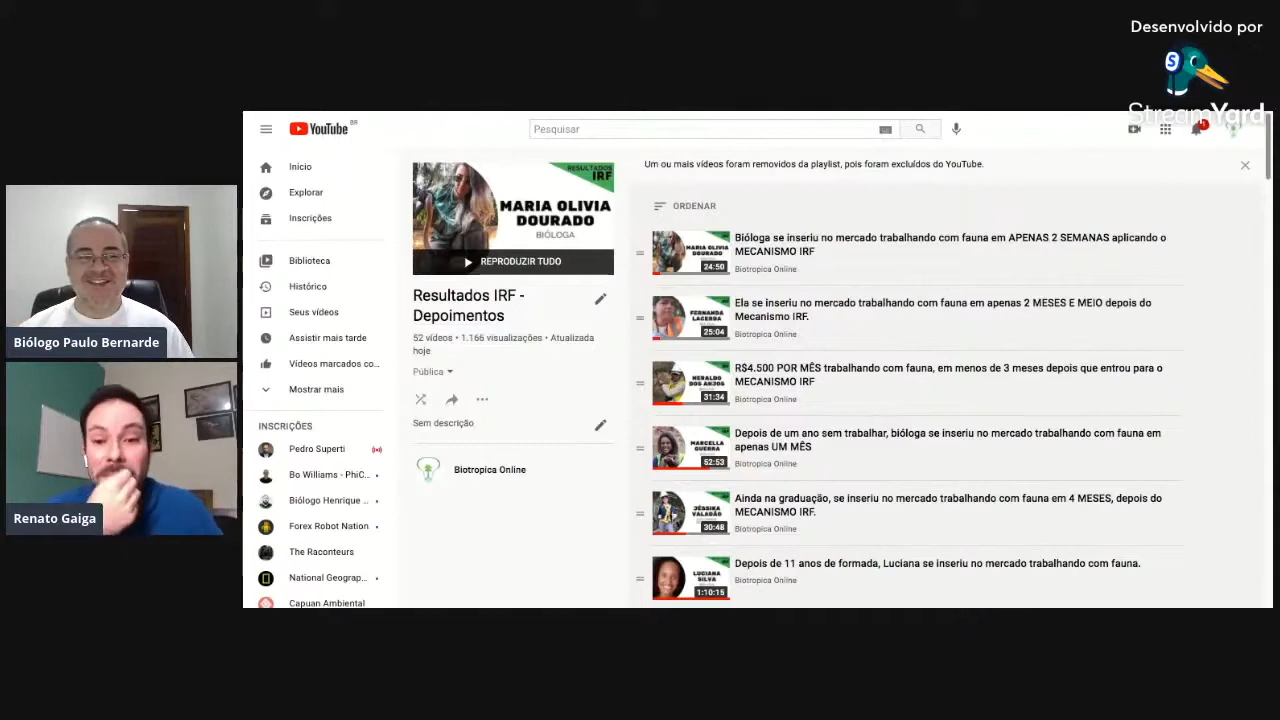 Desenvolvido por
StreamYard
YouTube BR
Pesquisar
1
Início
Explorar
Inscrições
Biblioteca
Histórico
Seus vídeos
Assistir mais tarde
Vídeos marcados co...
Mostrar mais
INSCRIÇÕES
Pedro Superti
Bo Williams - PhiC...
Biólogo Henrique ...
Forex Robot Nation
The Raconteurs
National Geograp...
Capuan Ambiental
Biólogo Paulo Bernarde
Renato Gaiga
RESULTADOS
IRF
MARIA OLIVIA
DOURADO
BIÓLOGA
REPRODUZIR TUDO
Resultados IRF -
Depoimentos
52 vídeos • 1.166 visualizações • Atualizada
hoje
Pública
Sem descrição
Biotropica Online
Um ou mais vídeos foram removidos da playlist, pois foram excluídos do YouTube.
ORDENAR
MARIA OLIVIA
DOURADO
24:50
Bióloga se inseriu no mercado trabalhando com fauna em APENAS 2 SEMANAS aplicando o
MECANISMO IRF
Biotropica Online
FERNANDA
LACERDA
25:04
Ela se inseriu no mercado trabalhando com fauna em apenas 2 MESES E MEIO depois do
Mecanismo IRF.
Biotropica Online
HERALDO
DOS ANJOS
31:34
R$4.500 POR MÊS trabalhando com fauna, em menos de 3 meses depois que entrou para o
MECANISMO IRF
Biotropica Online
MARCELLA
GUERRA
52:53
Depois de um ano sem trabalhar, bióloga se inseriu no mercado trabalhando com fauna em
apenas UM MÊS
Biotropica Online
JÉSSIKA
VALADÃO
30:48
Ainda na graduação, se inseriu no mercado trabalhando com fauna em 4 MESES, depois do
MECANISMO IRF.
Biotropica Online
LUCIANA
SILVA
1:10:15
Depois de 11 anos de formada, Luciana se inseriu no mercado trabalhando com fauna.
Biotropica Online